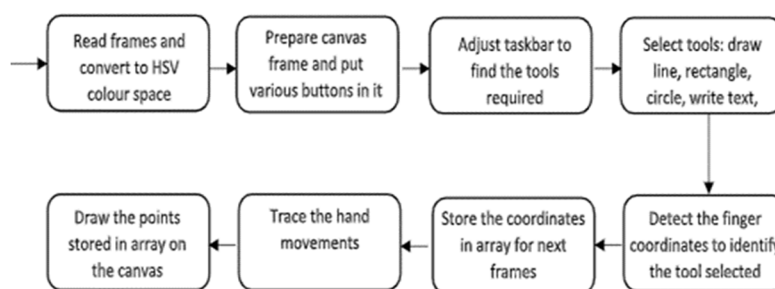 Read frames and
convert to HSV
colour space
Prepare canvas
frame and put
various buttons in it
Adjust taskbar to
find the tools
required
Select tools: draw
line, rectangle,
circle, write text,
Detect the finger
coordinates to identify
the tool selected
Store the coordinates
in array for next
frames
Trace the hand
movements
Draw the points
stored in array on
the canvas